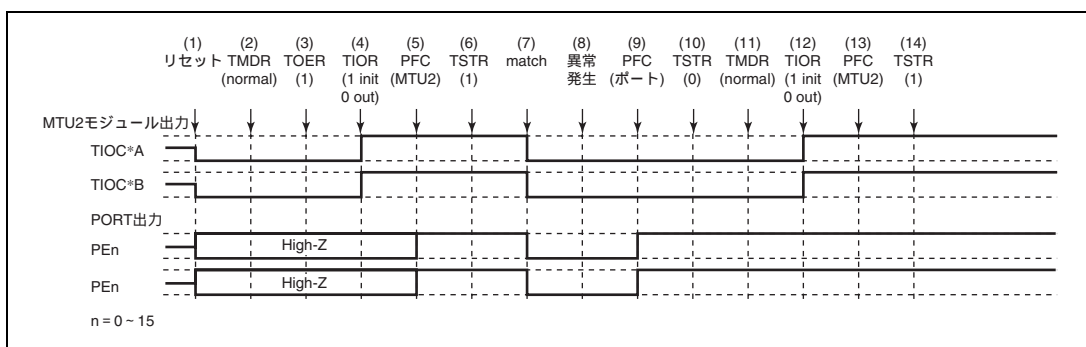 (1) (2) (3) (4) (5) (6) (7) (8) (9) (10) (11) (12) (13) (14)
リセット TMDR TOER TIOR PFC TSTR match 異常 PFC TSTR TMDR TIOR PFC TSTR
(normal) (1) (1 init (MTU2) (1) 発生 (ポート) (0) (normal) (1 init (MTU2) (1)
0 out) 0 out)
MTU2モジュール出力
TIOC*A
TIOC*B
PORT出力
PEn High-Z
PEn High-Z
n = 0 ~ 15